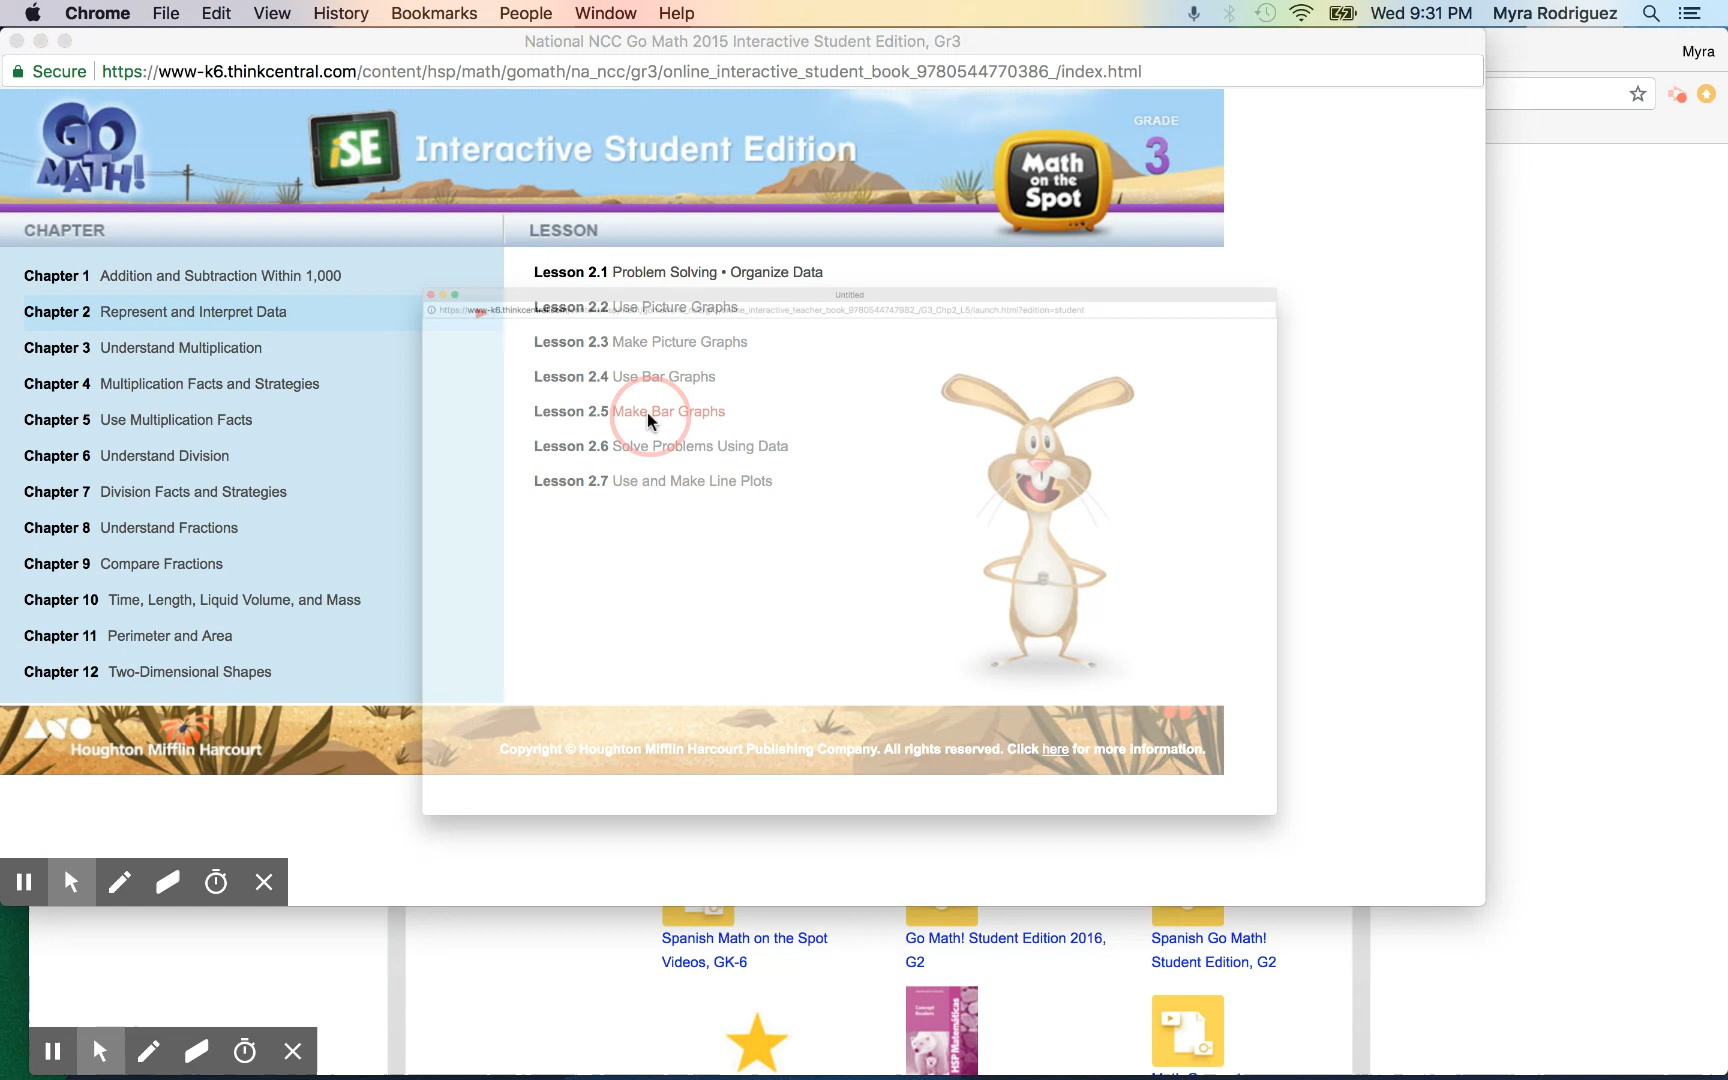 Chrome File Edit View History Bookmarks People Window Help Wed 9:31 PM Myra Rodriguez
National NCC Go Math 2015 Interactive Student Edition, Gr3
Myra
Secure https://www-k6.thinkcentral.com/content/hsp/math/gomath/na_ncc/gr3/online_interactive_student_book_9780544770386_/index.html
GO MATH!
iSE Interactive Student Edition
Math on the Spot
GRADE
3
CHAPTER LESSON
Chapter 1 Addition and Subtraction Within 1,000
Chapter 2 Represent and Interpret Data
Chapter 3 Understand Multiplication
Chapter 4 Multiplication Facts and Strategies
Chapter 5 Use Multiplication Facts
Chapter 6 Understand Division
Chapter 7 Division Facts and Strategies
Chapter 8 Understand Fractions
Chapter 9 Compare Fractions
Chapter 10 Time, Length, Liquid Volume, and Mass
Chapter 11 Perimeter and Area
Chapter 12 Two-Dimensional Shapes
Lesson 2.1 Problem Solving • Organize Data
Untitled
Lesson 2.2 Use Picture Graphs
Lesson 2.3 Make Picture Graphs
Lesson 2.4 Use Bar Graphs
Lesson 2.5 Make Bar Graphs
Lesson 2.6 Solve Problems Using Data
Lesson 2.7 Use and Make Line Plots
Houghton Mifflin Harcourt
Copyright © Houghton Mifflin Harcourt Publishing Company. All rights reserved. Click here for more information.
Spanish Math on the Spot
Videos, GK-6
Go Math! Student Edition 2016,
G2
Spanish Go Math!
Student Edition, G2
Concept
Readers
HSP Matemáticas